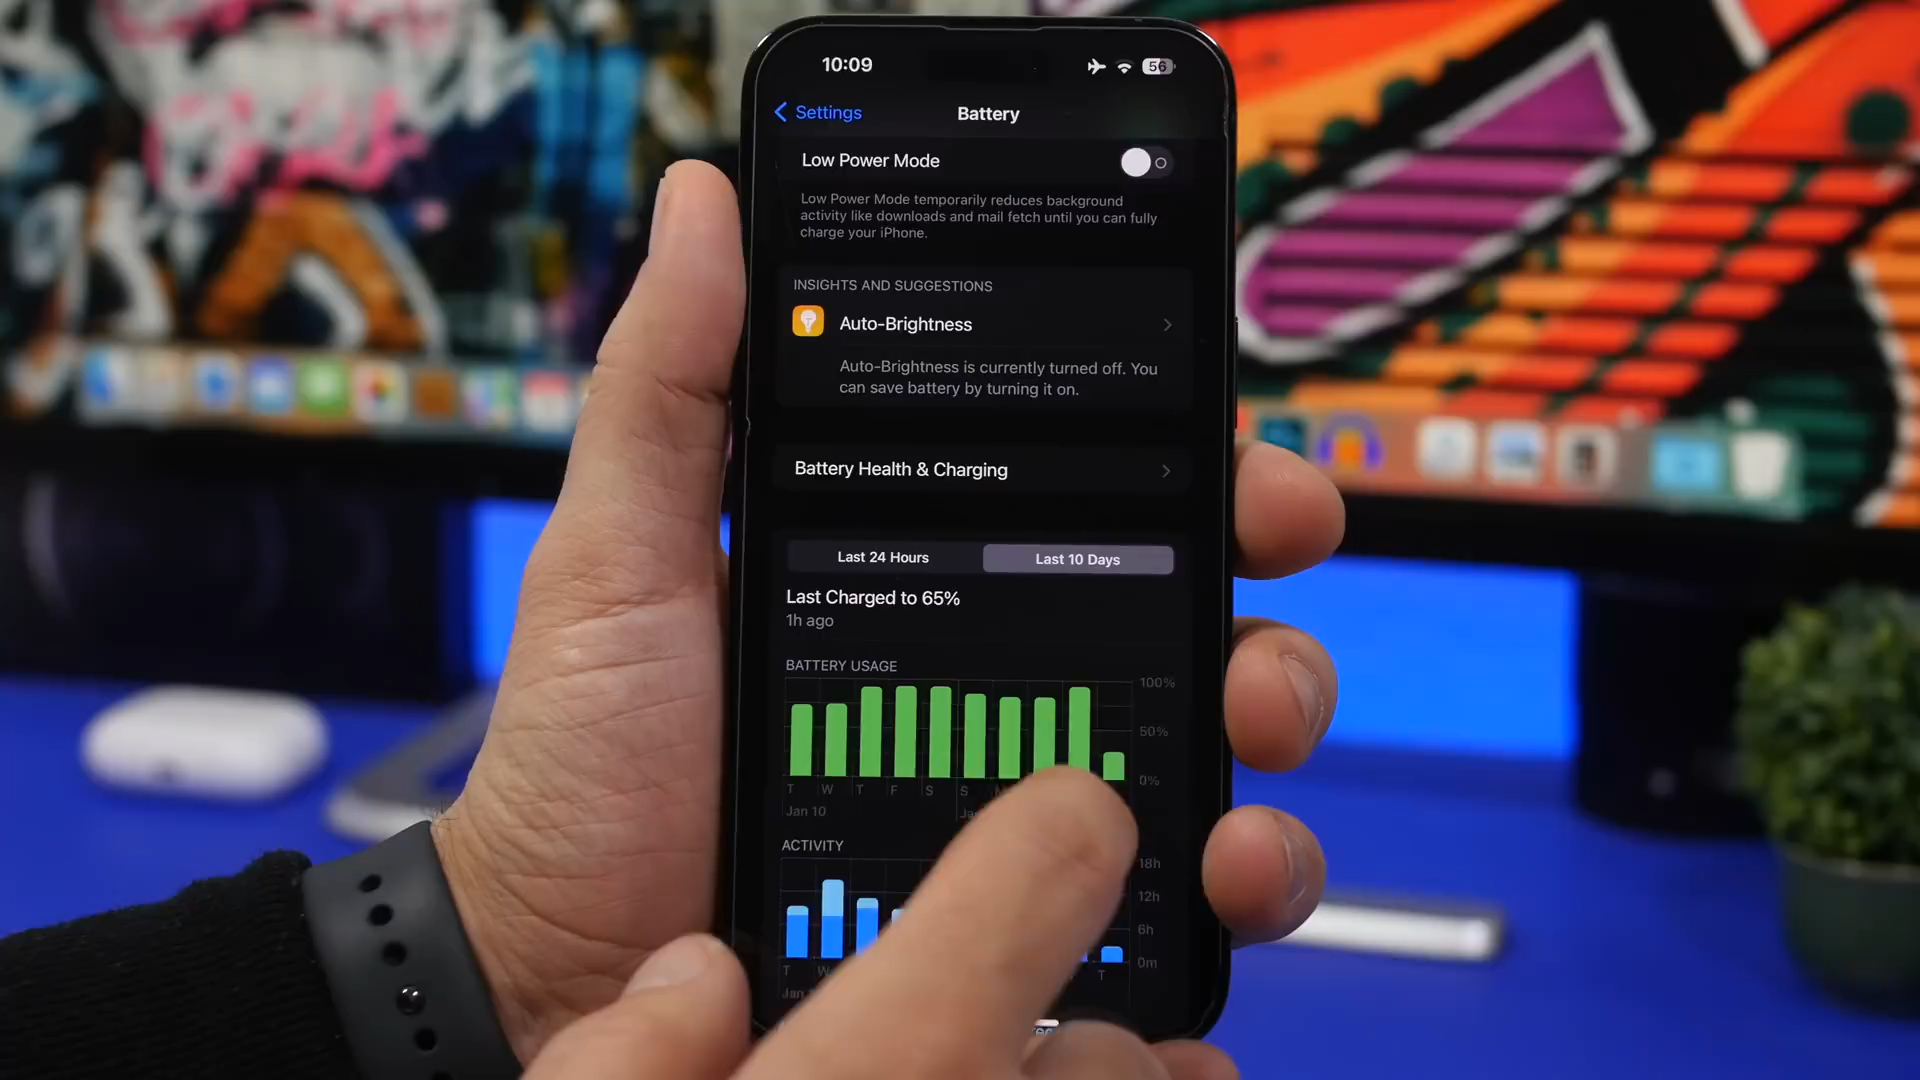 10:09
56
Settings
Battery
Low Power Mode
Low Power Mode temporarily reduces background
activity like downloads and mail fetch until you can fully
charge your iPhone.
INSIGHTS AND SUGGESTIONS
Auto-Brightness
Auto-Brightness is currently turned off. You
can save battery by turning it on.
Battery Health & Charging
Last 24 Hours
Last 10 Days
Last Charged to 65%
1h ago
BATTERY USAGE
100%
50%
0%
T W T F S S
Jan 10
ACTIVITY
18h
12h
6h
0m
T W T